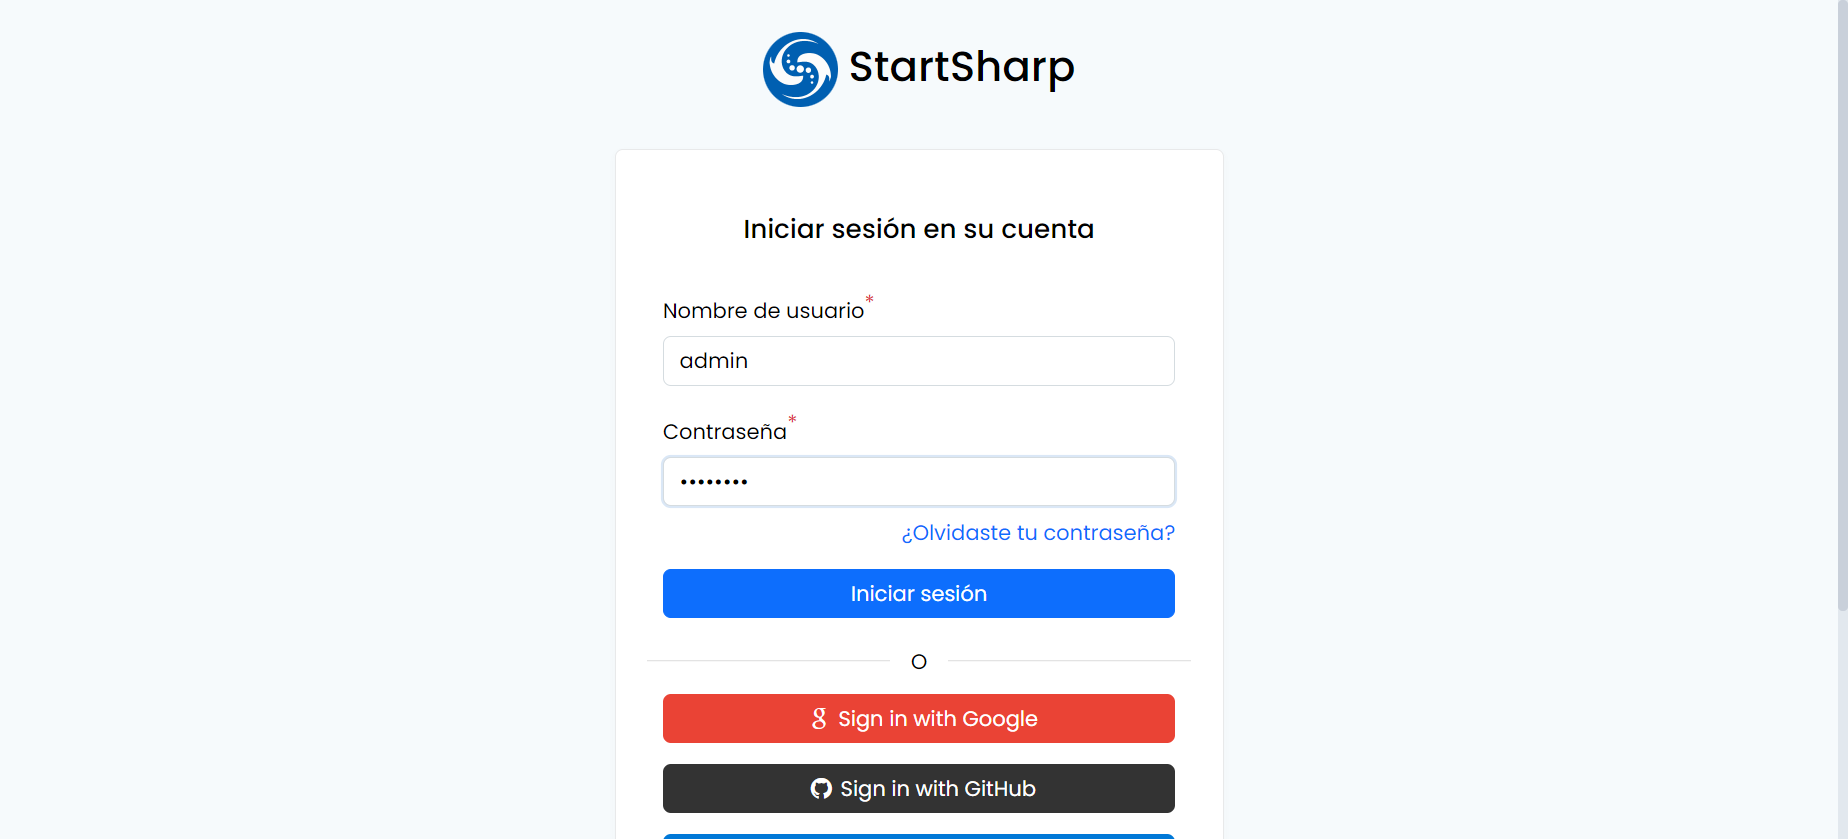 StartSharp
Iniciar sesión en su cuenta
Nombre de usuario*
admin
Contraseña*
••••••••
¿Olvidaste tu contraseña?
Iniciar sesión
O
Sign in with Google
Sign in with GitHub